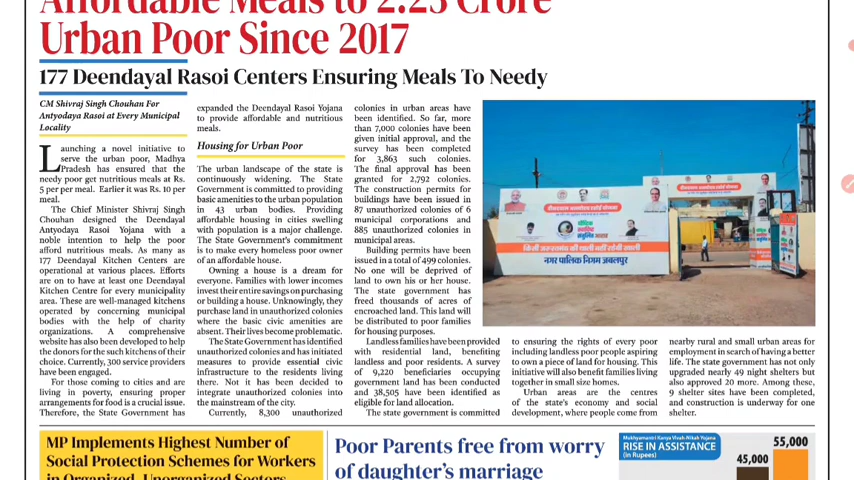 Affordable Meals to 2.25 Crore
Urban Poor Since 2017
177 Deendayal Rasoi Centers Ensuring Meals To Needy
CM Shivraj Singh Chouhan For
Antyodaya Rasoi at Every Municipal
Locality
Launching a novel initiative to
serve the urban poor, Madhya
Pradesh has ensured that the
needy poor get nutritious meals at Rs.
5 per per meal. Earlier it was Rs. 10 per
meal.
The Chief Minister Shivraj Singh
Chouhan designed the Deendayal
Antyodaya Rasoi Yojana with a
noble intention to help the poor
afford nutritious meals. As many as
177 Deendayal Kitchen Centers are
operational at various places. Efforts
are on to have at least one Deendayal
Kitchen Centre for every municipality
area. These are well-managed kitchens
operated by concerning municipal
bodies with the help of charity
organizations. A comprehensive
website has also been developed to help
the donors for the such kitchens of their
choice. Currently, 300 service providers
have been engaged.
For those coming to cities and are
living in poverty, ensuring proper
arrangements for food is a crucial issue.
Therefore, the State Government has
expanded the Deendayal Rasoi Yojana
to provide affordable and nutritious
meals.
Housing for Urban Poor
The urban landscape of the state is
continuously widening. The State
Government is committed to providing
basic amenities to the urban population
in 43 urban bodies. Providing
affordable housing in cities swelling
with population is a major challenge.
The State Government's commitment
is to make every homeless poor owner
of an affordable house.
Owning a house is a dream for
everyone. Families with lower incomes
invest their entire savings on purchasing
or building a house. Unknowingly, they
purchase land in unauthorized colonies
where the basic civic amenities are
absent. Their lives become problematic.
The State Government has identified
unauthorized colonies and has initiated
measures to provide essential civic
infrastructure to the residents living
there. Not it has been decided to
integrate unauthorized colonies into
the mainstream of the city.
Currently, 8,300 unauthorized
colonies in urban areas have
been identified. So far, more
than 7,000 colonies have been
given initial approval, and the
survey has been completed
for 3,863 such colonies.
The final approval has been
granted for 2,792 colonies.
The construction permits for
buildings have been issued in
87 unauthorized colonies of 6
municipal corporations and
885 unauthorized colonies in
municipal areas.
Building permits have been
issued in a total of 499 colonies.
No one will be deprived of
land to own his or her house.
The state government has
freed thousands of acres of
encroached land. This land will
be distributed to poor families
for housing purposes.
Landless families have been provided
with residential land, benefiting
landless and poor residents. A survey
of 9,220 beneficiaries occupying
government land has been conducted
and 38,505 have been identified as
eligible for land allocation.
The state government is committed
to ensuring the rights of every poor
including landless poor people aspiring
to own a piece of land for housing. This
initiative will also benefit families living
together in small size homes.
Urban areas are the centres
of the state's economy and social
development, where people come from
nearby rural and small urban areas for
employment in search of having a better
life. The state government has not only
upgraded nearly 49 night shelters but
also approved 20 more. Among these,
9 shelter sites have been completed,
and construction is underway for one
shelter.
नगर पालिक निगम जबलपुर
MP Implements Highest Number of
Social Protection Schemes for Workers
in Organized, Unorganized Sectors
Poor Parents free from worry
of daughter's marriage
Mukhyamantri Kanya Vivah Nikah Yojana
RISE IN ASSISTANCE
(in Rupees)
45,000
55,000